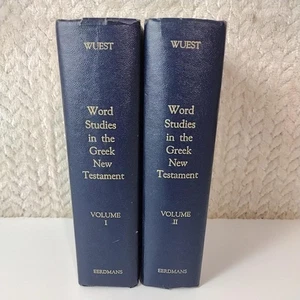 WUEST
Word
Studies
in the
Greek
New
Testament
VOLUME
I
EERDMANS
WUEST
Word
Studies
in the
Greek
New
Testament
VOLUME
II
EERDMANS